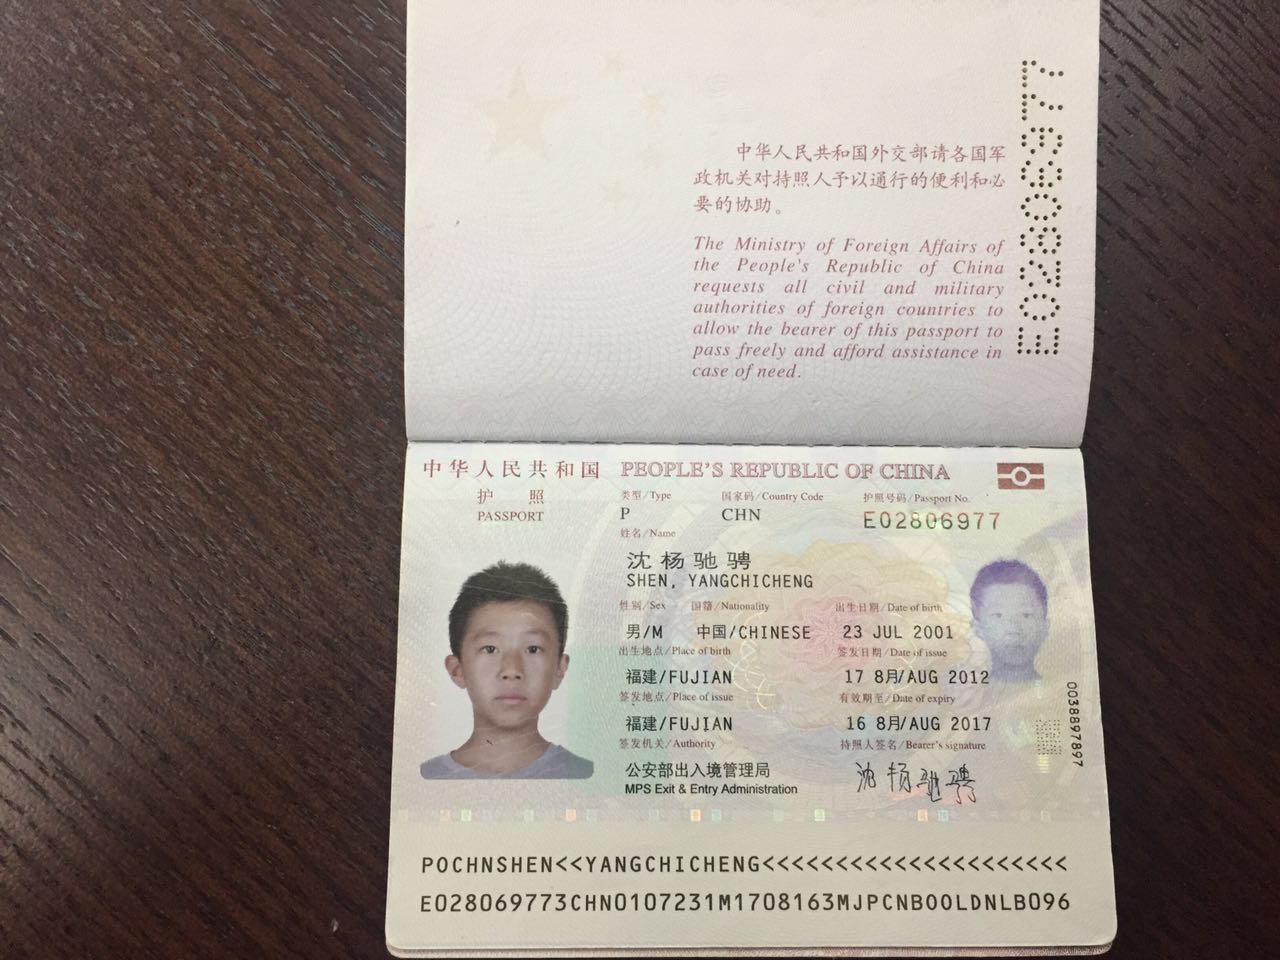 中华人民共和国外交部请各国军
政机关对持照人予以通行的便利和必
要的协助。
The Ministry of Foreign Affairs of
the People's Republic of China
requests all civil and military
authorities of foreign countries to
allow the bearer of this passport to
pass freely and afford assistance in
case of need.
E02806977
中华人民共和国 PEOPLE'S REPUBLIC OF CHINA
护 照
PASSPORT
类型/Type 国家码/Country Code 护照号码/Passport No.
P CHN E02806977
姓名/Name
沈杨驰骋
SHEN, YANGCHICHENG
性别/Sex 国籍/Nationality 出生日期/Date of birth
男/M 中国/CHINESE 23 JUL 2001
出生地点/Place of birth 签发日期/Date of issue
福建/FUJIAN 17 8月/AUG 2012
签发地点/Place of issue 有效期至/Date of expiry
福建/FUJIAN 16 8月/AUG 2017
签发机关/Authority 持照人签名/Bearer's signature
公安部出入境管理局
MPS Exit & Entry Administration
沈杨驰骋
0038897897
POCHNSHEN<<YANGCHICHENG<<<<<<<<<<<<<<<<<<<<<
E028069773CHN0107231M1708163MJPCNBOOLDNLB096